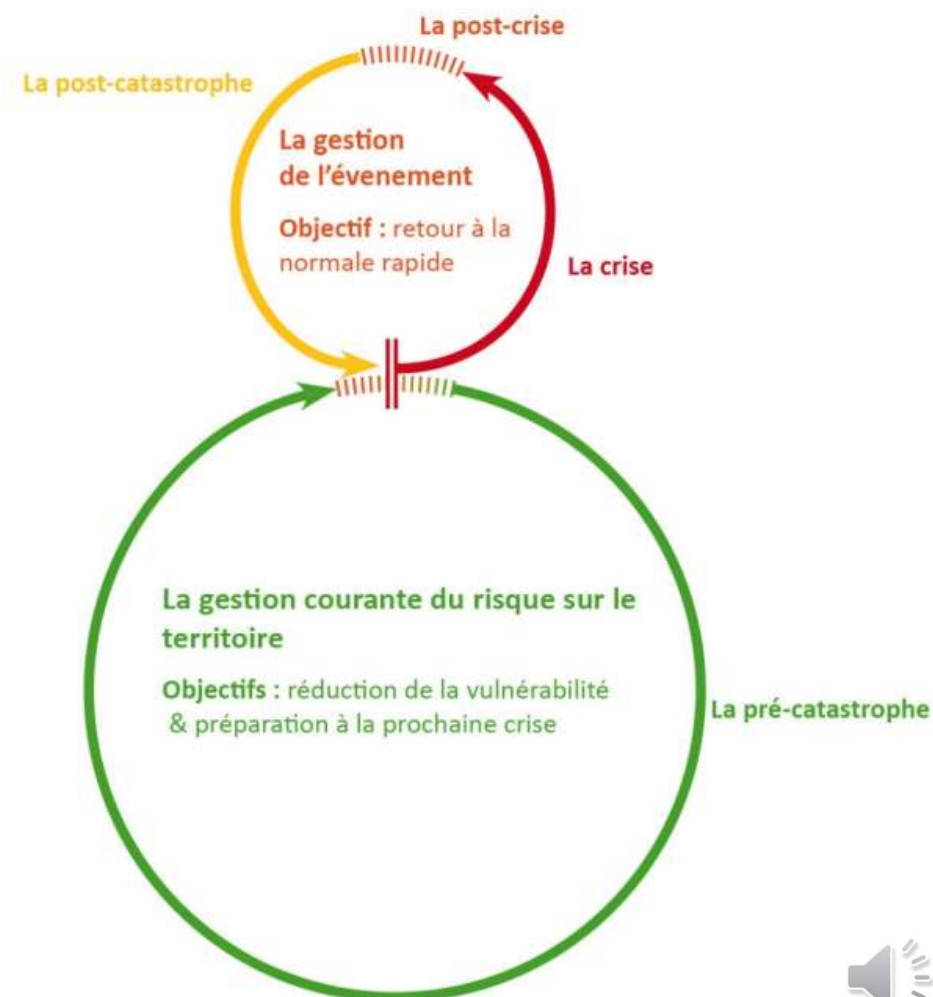 La post-crise
La post-catastrophe
La gestion
de l'évenement
Objectif : retour à la
normale rapide
La crise
La gestion courante du risque sur le
territoire
Objectifs : réduction de la vulnérabilité
& préparation à la prochaine crise
La pré-catastrophe